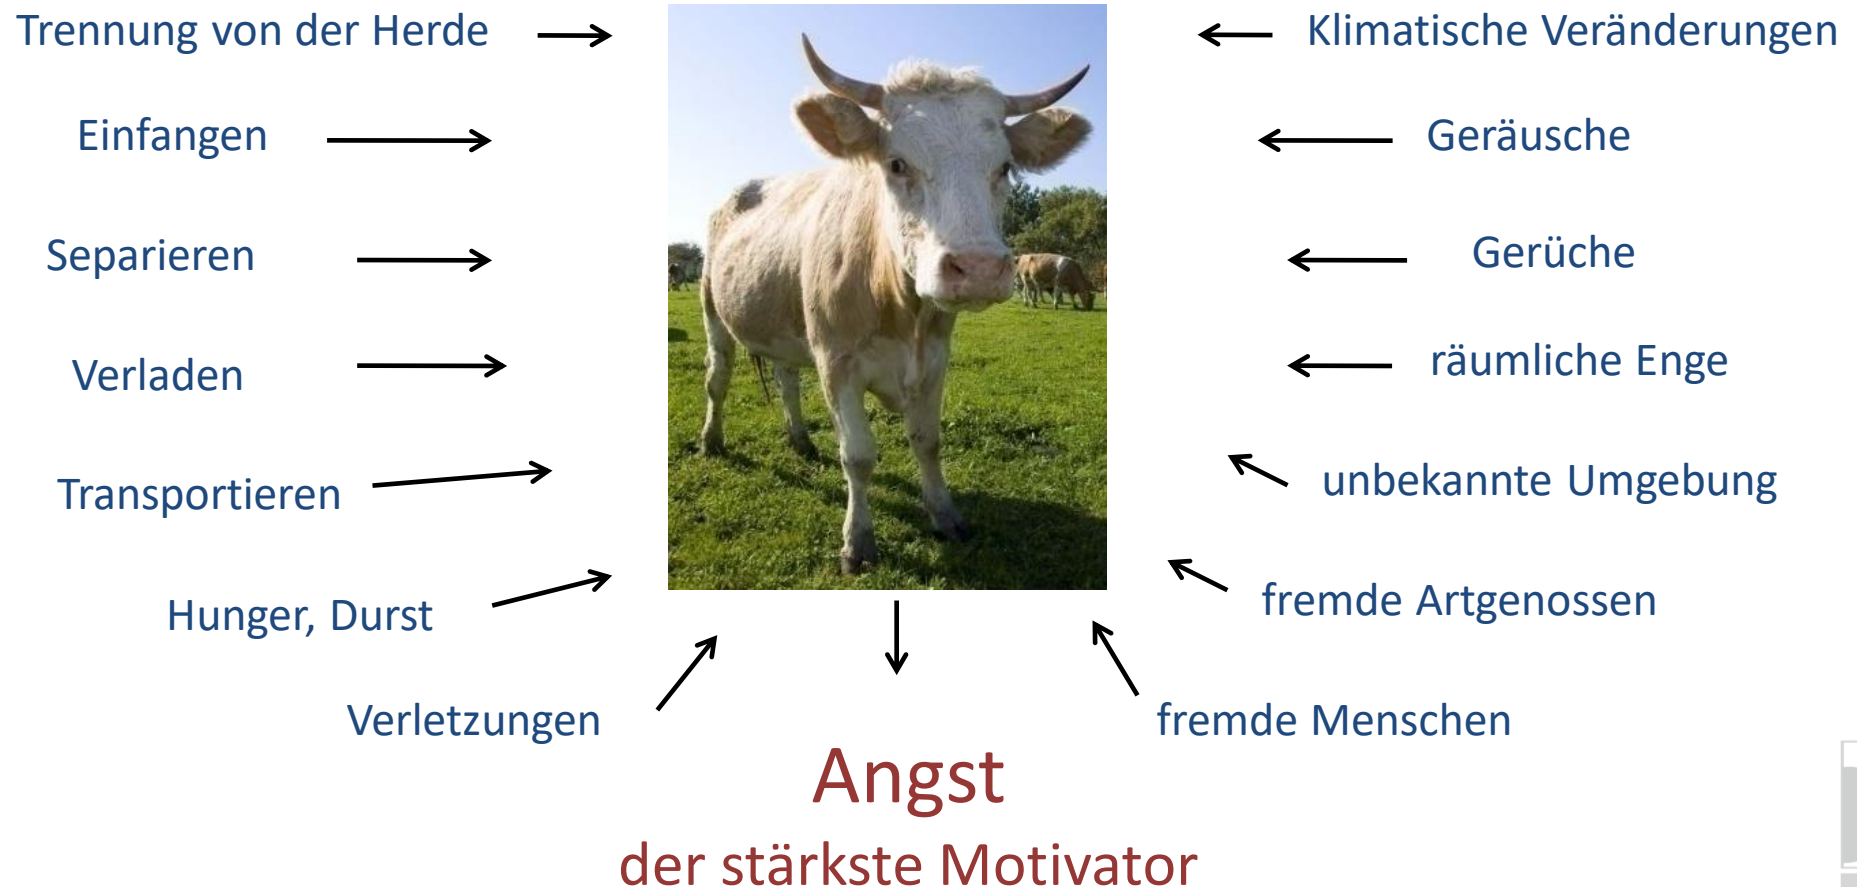 Trennung von der Herde
Klimatische Veränderungen
Einfangen
Geräusche
Separieren
Gerüche
Verladen
räumliche Enge
Transportieren
unbekannte Umgebung
Hunger, Durst
fremde Artgenossen
Verletzungen
fremde Menschen
Angst
der stärkste Motivator